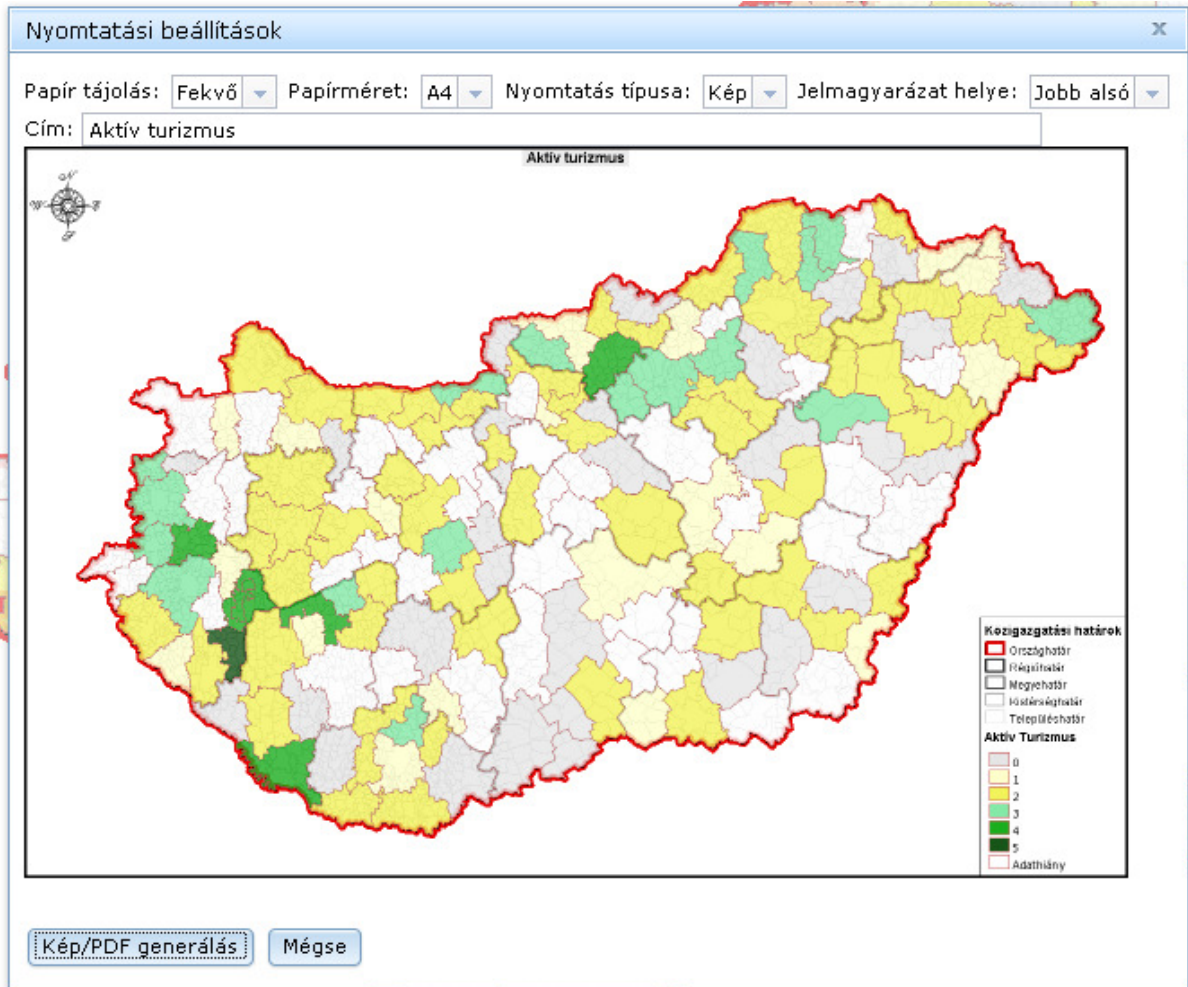 Nyomtatási beállítások x
Papír tájolás: Fekvő Papírméret: A4 Nyomtatás típusa: Kép Jelmagyarázat helye: Jobb alsó
Cím: Aktív turizmus
Aktív turizmus
Közigazgatási határok
Országhatár
Régióhatár
Megyehatár
Kistérséghatár
Településhatár
Aktív Turizmus
0
1
2
3
4
5
Adathiány
Kép/PDF generálás Mégse